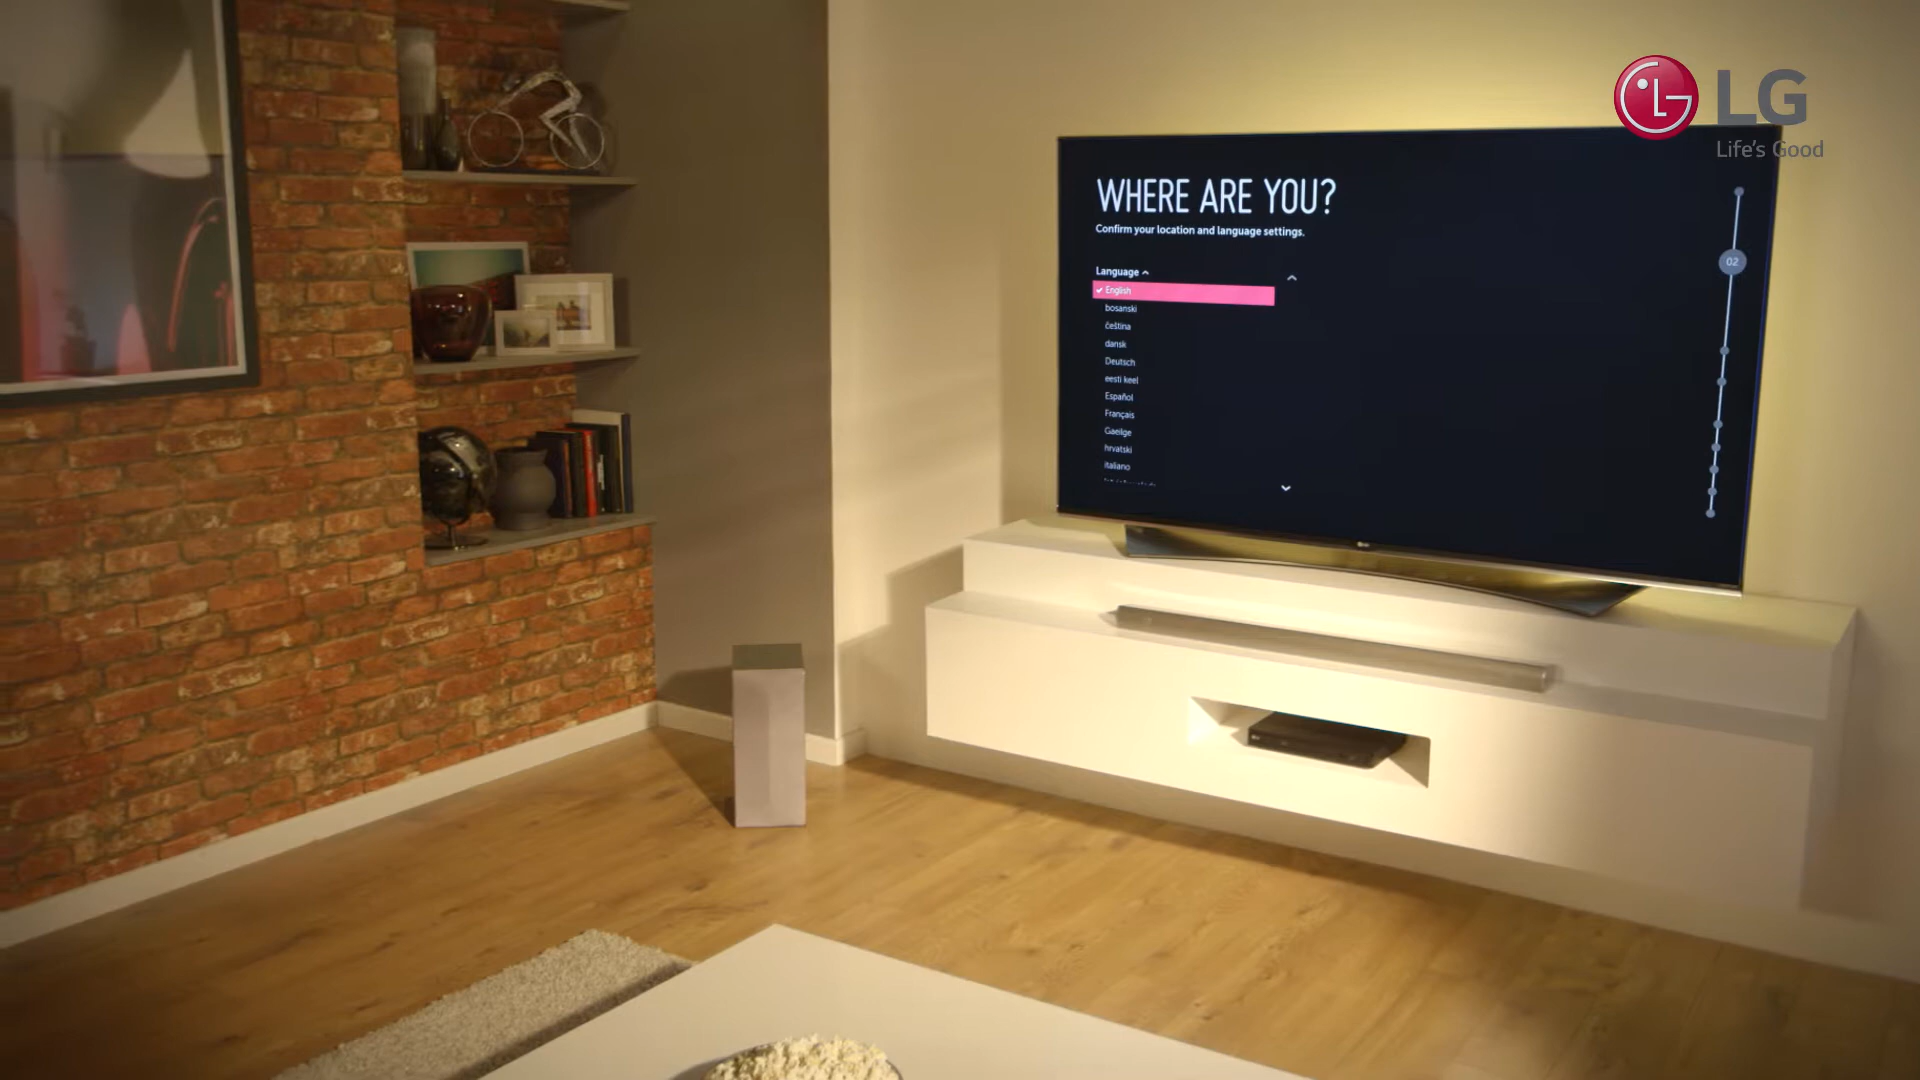 LG
Life's Good
WHERE ARE YOU?
Confirm your location and language settings.
Language
English
bosanski
čeština
dansk
Deutsch
eesti keel
Español
Français
Gaeilge
hrvatski
italiano
02